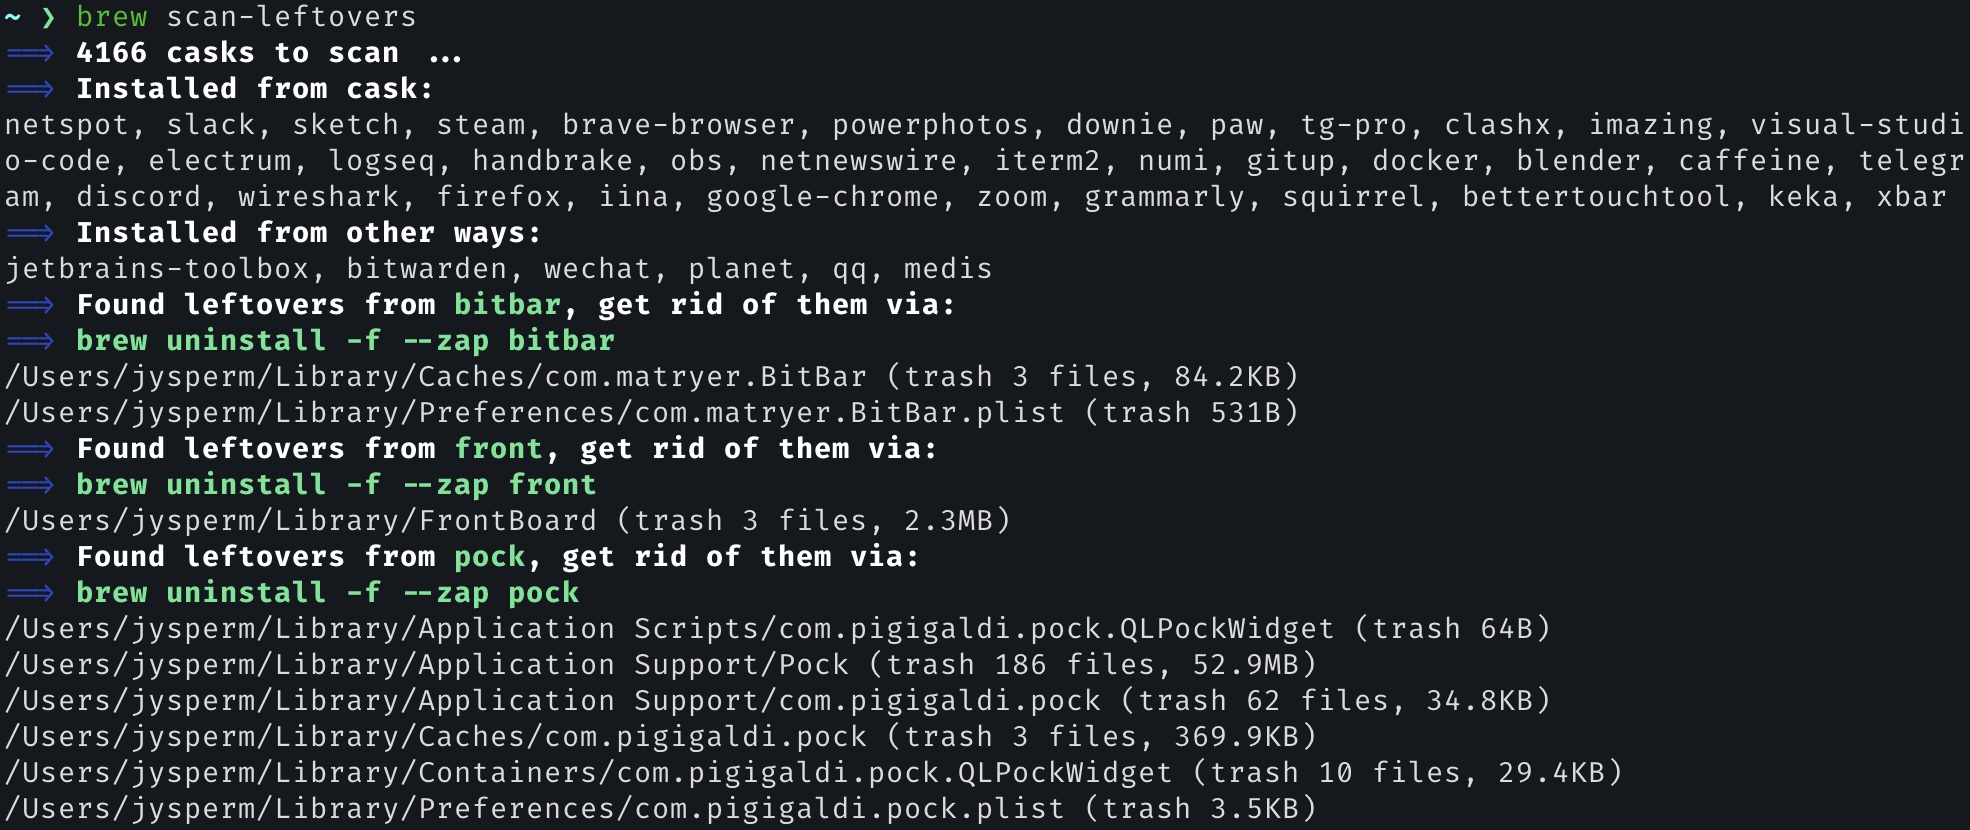 ~ ❯ brew scan-leftovers
==> 4166 casks to scan ...
==> Installed from cask:
netspot, slack, sketch, steam, brave-browser, powerphotos, downie, paw, tg-pro, clashx, imazing, visual-studi
o-code, electrum, logseq, handbrake, obs, netnewswire, iterm2, numi, gitup, docker, blender, caffeine, telegr
am, discord, wireshark, firefox, iina, google-chrome, zoom, grammarly, squirrel, bettertouchtool, keka, xbar
==> Installed from other ways:
jetbrains-toolbox, bitwarden, wechat, planet, qq, medis
==> Found leftovers from bitbar, get rid of them via:
==> brew uninstall -f --zap bitbar
/Users/jysperm/Library/Caches/com.matryer.BitBar (trash 3 files, 84.2KB)
/Users/jysperm/Library/Preferences/com.matryer.BitBar.plist (trash 531B)
==> Found leftovers from front, get rid of them via:
==> brew uninstall -f --zap front
/Users/jysperm/Library/FrontBoard (trash 3 files, 2.3MB)
==> Found leftovers from pock, get rid of them via:
==> brew uninstall -f --zap pock
/Users/jysperm/Library/Application Scripts/com.pigigaldi.pock.QLPockWidget (trash 64B)
/Users/jysperm/Library/Application Support/Pock (trash 186 files, 52.9MB)
/Users/jysperm/Library/Application Support/com.pigigaldi.pock (trash 62 files, 34.8KB)
/Users/jysperm/Library/Caches/com.pigigaldi.pock (trash 3 files, 369.9KB)
/Users/jysperm/Library/Containers/com.pigigaldi.pock.QLPockWidget (trash 10 files, 29.4KB)
/Users/jysperm/Library/Preferences/com.pigigaldi.pock.plist (trash 3.5KB)